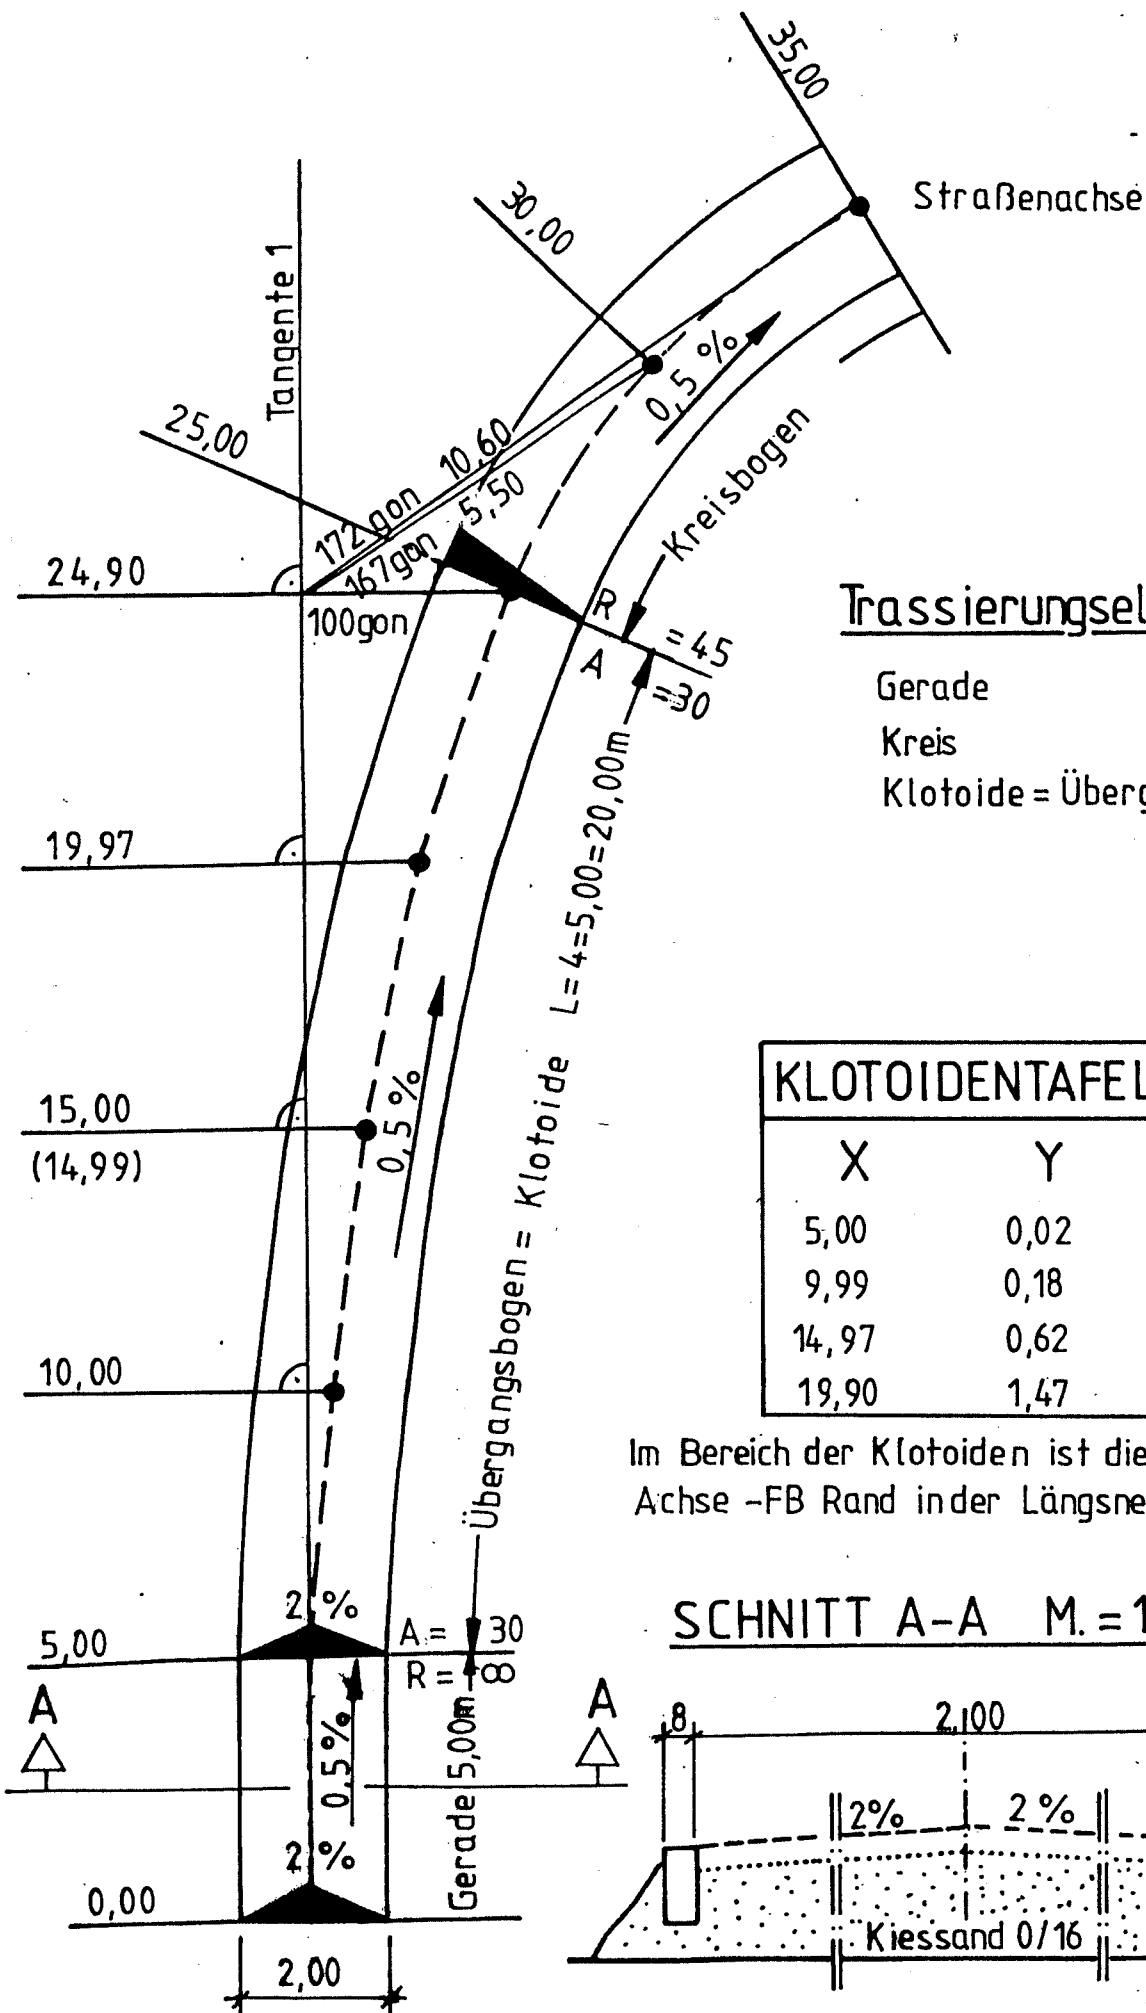 35,00
Straßenachse
30,00
Tangente 1
25,00
0,5 %
10,60
5,50
172 gon
167gon
Kreisbogen
24,90
100gon
R = 45
A =30
Trassierungsel
Gerade
Kreis
Klotoide = Überg
19,97
15,00
(14,99)
0,5 %
Übergangsbogen = Klotoide L=4=5,00=20,00m
KLOTOIDENTAFEL
X Y
5,00 0,02
9,99 0,18
14,97 0,62
19,90 1,47
10,00
Im Bereich der Klotoiden ist die
Achse -FB Rand in der Längsne
2 %
5,00
A = 30
R = ∞
SCHNITT A-A M. = 1
A
A
0,5 %
Gerade 5,00m
8
2,00
2%
2 %
2 %
0,00
Kiessand 0/16
2,00